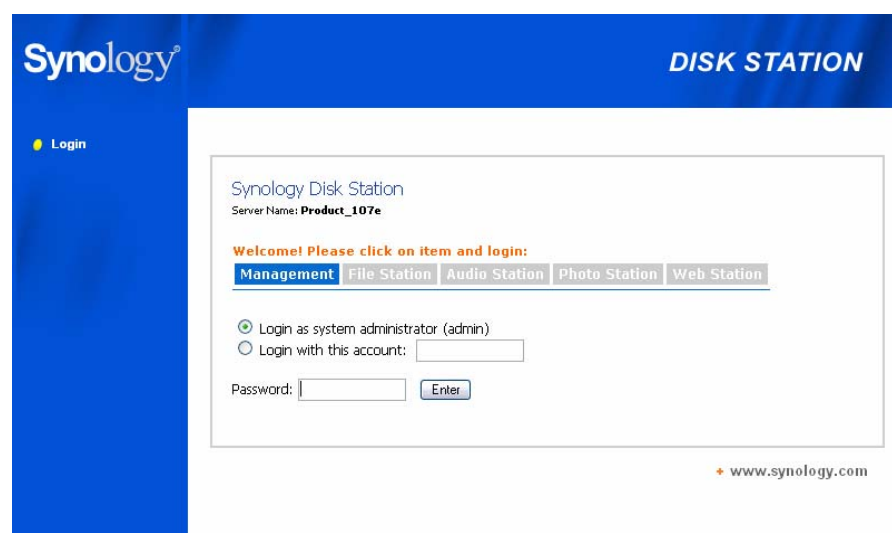 Synology®
DISK STATION
Login
Synology Disk Station
Server Name: Product_107e
Welcome! Please click on item and login:
Management File Station Audio Station Photo Station Web Station
Login as system administrator (admin)
Login with this account:
Password: Enter
+ www.synology.com